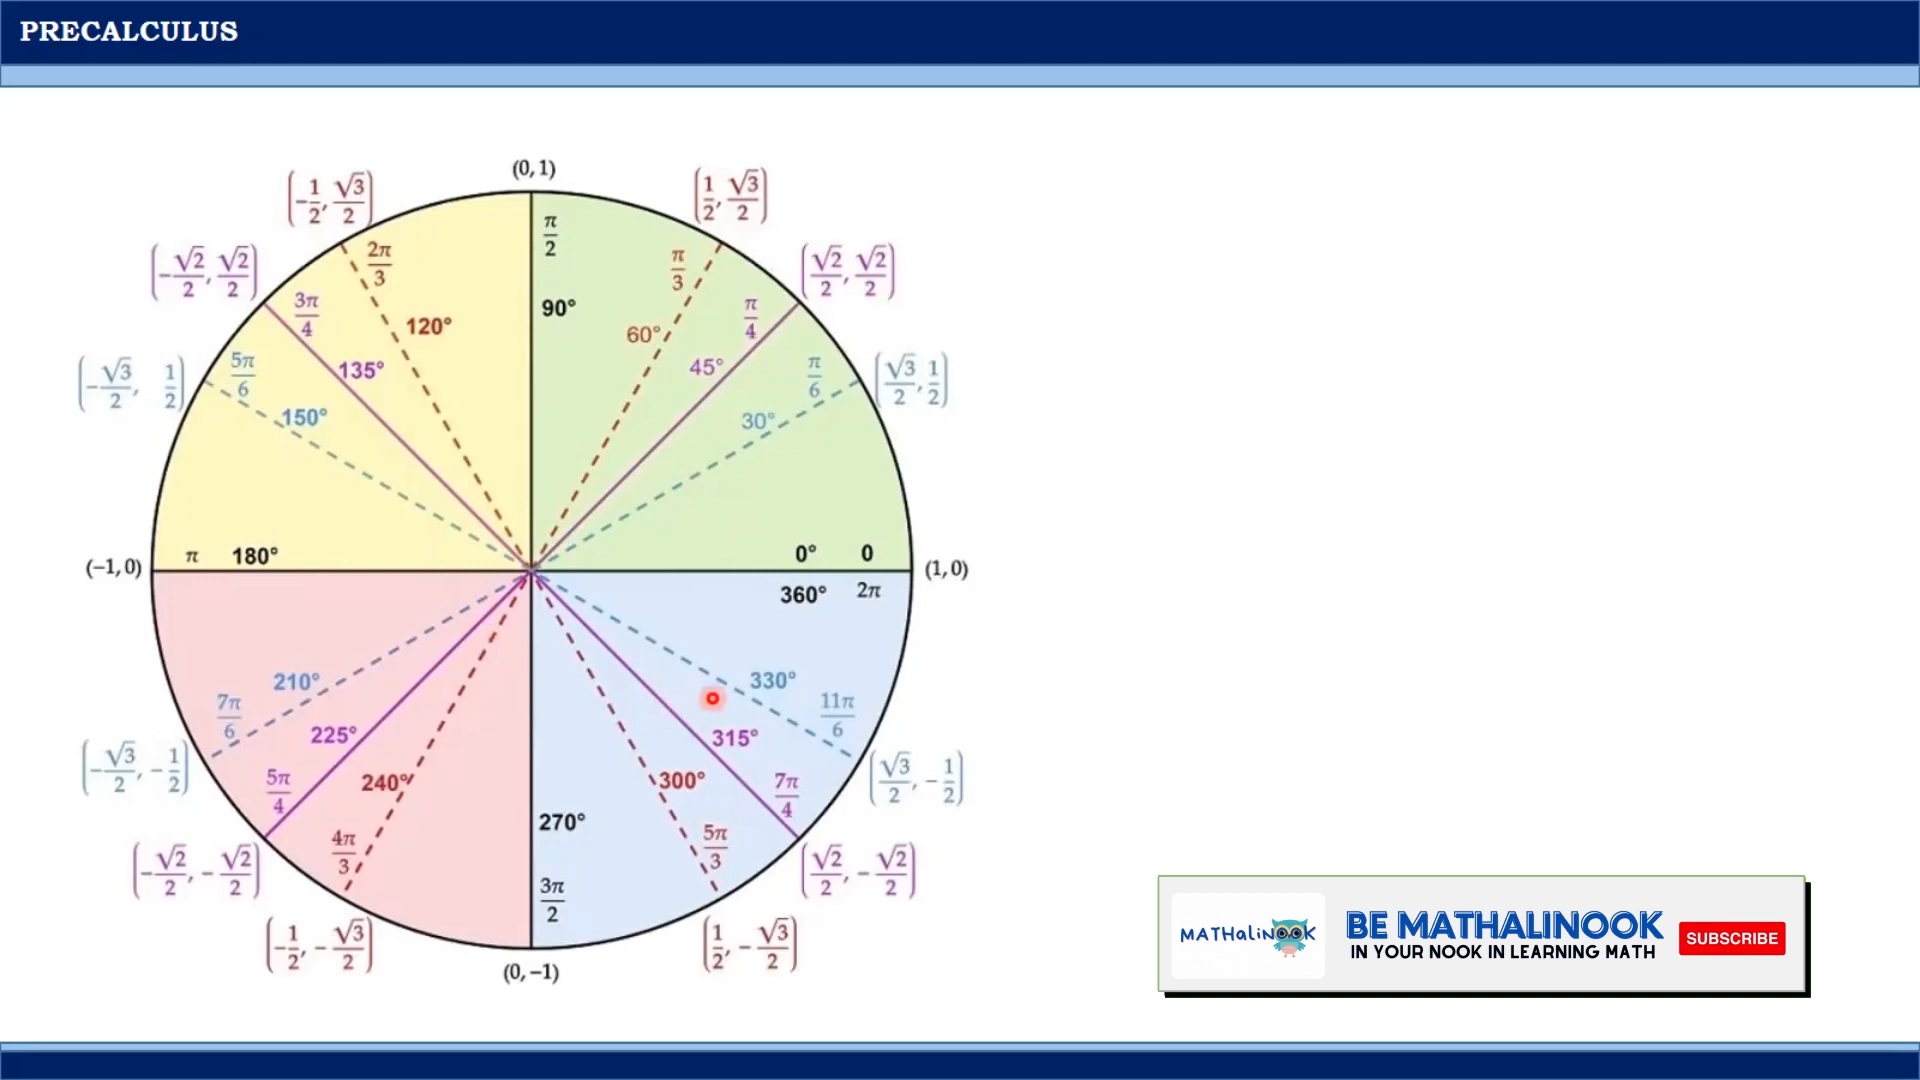 PRECALCULUS
(0, 1)
(-1/2, √3/2)
(1/2, √3/2)
(-√2/2, √2/2)
(√2/2, √2/2)
(-√3/2, 1/2)
(√3/2, 1/2)
π/2
2π/3
π/3
3π/4
π/4
5π/6
π/6
90°
120°
60°
135°
45°
150°
30°
(−1, 0)
π 180°
0° 0
(1, 0)
360° 2π
210°
330°
7π/6
11π/6
225°
315°
(-√3/2, -1/2)
(√3/2, -1/2)
5π/4
240°
300°
7π/4
270°
4π/3
5π/3
(-√2/2, -√2/2)
(√2/2, -√2/2)
3π/2
(-1/2, -√3/2)
(1/2, -√3/2)
(0, −1)
MATHaliNOOK
BE MATHALINOOK
IN YOUR NOOK IN LEARNING MATH
SUBSCRIBE